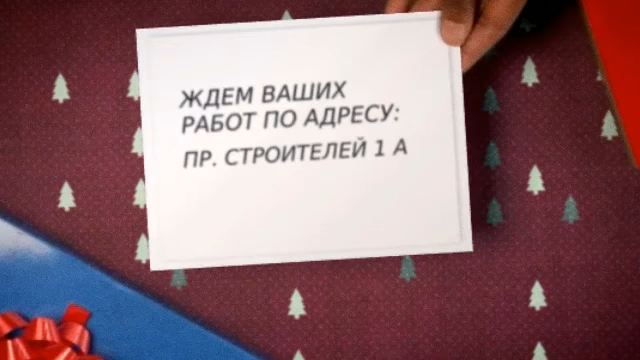 ЖДЕМ ВАШИХ
РАБОТ ПО АДРЕСУ:
ПР. СТРОИТЕЛЕЙ 1 А